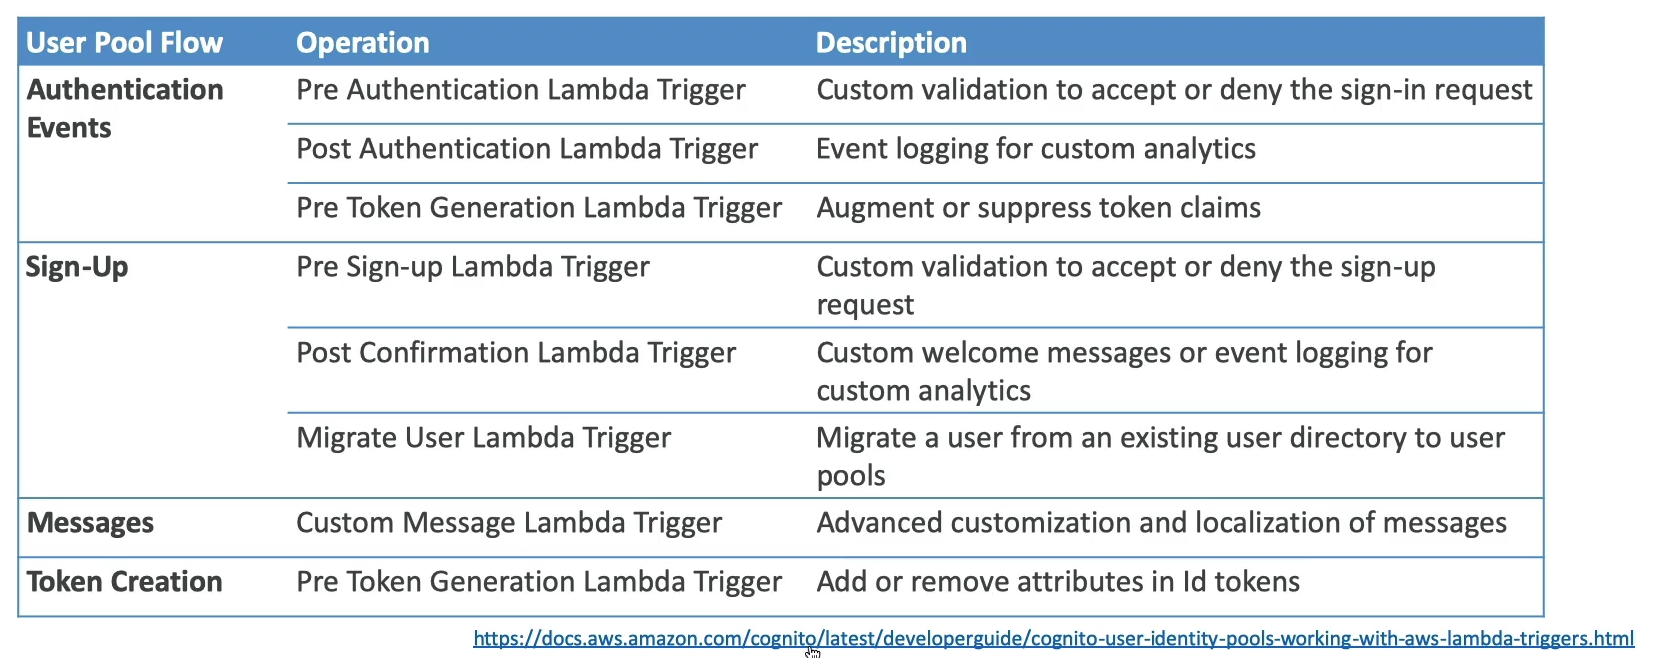 User Pool Flow Operation Description
Authentication Events Pre Authentication Lambda Trigger Custom validation to accept or deny the sign-in request
Post Authentication Lambda Trigger Event logging for custom analytics
Pre Token Generation Lambda Trigger Augment or suppress token claims
Sign-Up Pre Sign-up Lambda Trigger Custom validation to accept or deny the sign-up
request
Post Confirmation Lambda Trigger Custom welcome messages or event logging for
custom analytics
Migrate User Lambda Trigger Migrate a user from an existing user directory to user
pools
Messages Custom Message Lambda Trigger Advanced customization and localization of messages
Token Creation Pre Token Generation Lambda Trigger Add or remove attributes in Id tokens
https://docs.aws.amazon.com/cognito/latest/developerguide/cognito-user-identity-pools-working-with-aws-lambda-triggers.html